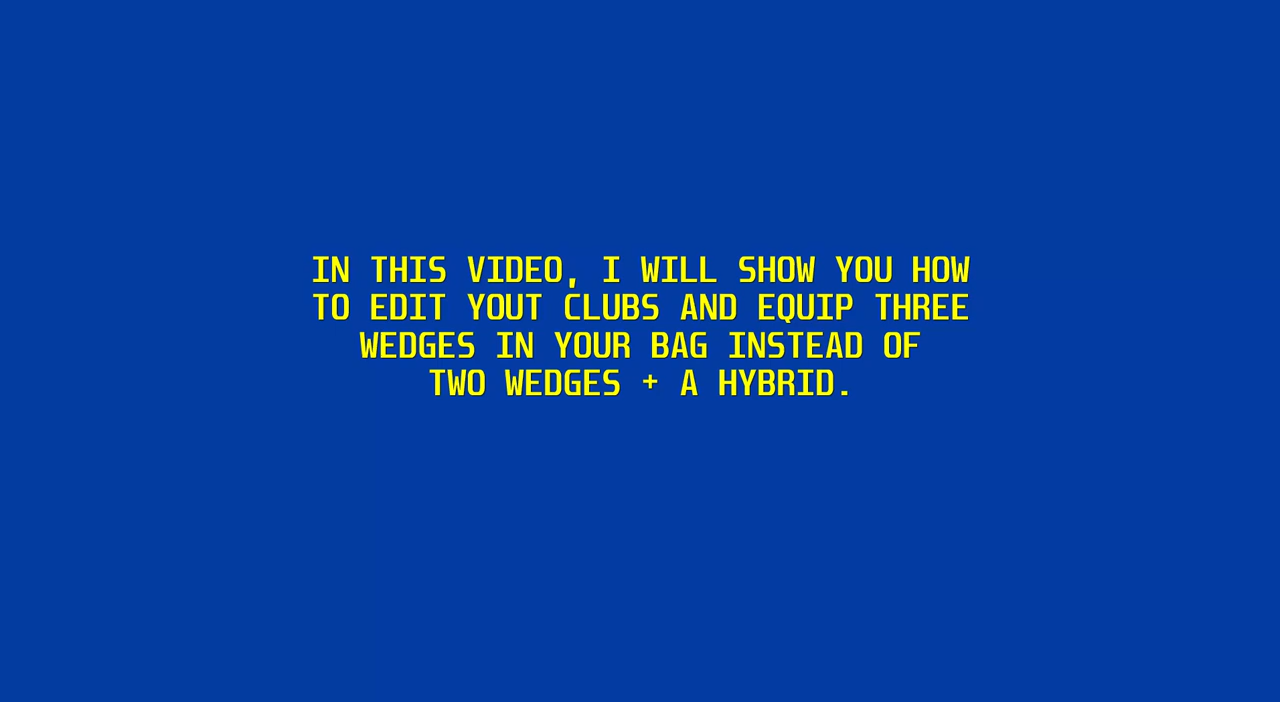 IN THIS VIDEO, I WILL SHOW YOU HOW
TO EDIT YOUT CLUBS AND EQUIP THREE
WEDGES IN YOUR BAG INSTEAD OF
TWO WEDGES + A HYBRID.